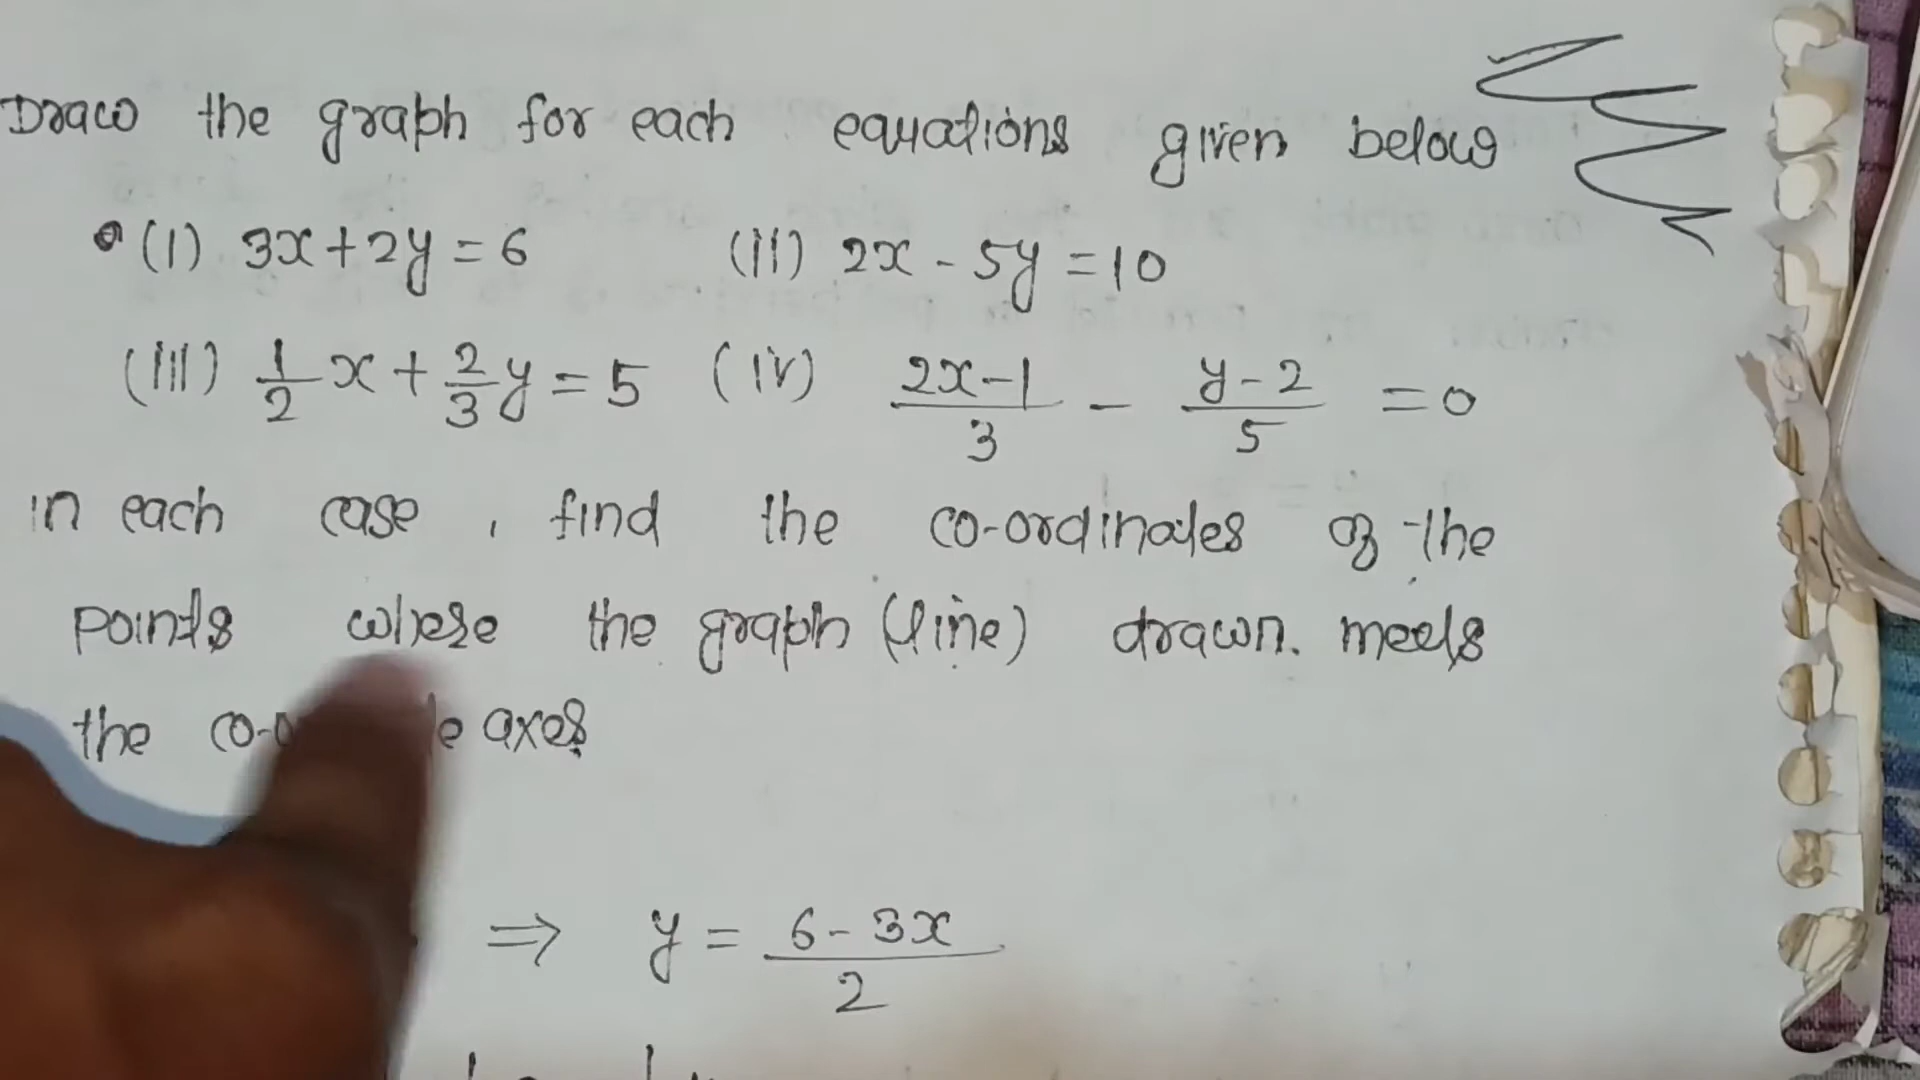 Draw the graph for each equations given below
(i) 3x + 2y = 6 (ii) 2x - 5y = 10
(iii) 1/2 x + 2/3 y = 5 (iv) 2x-1/3 - y-2/5 = 0
in each case, find the co-ordinates of the
points where the graph (line) drawn. meets
the axes
⇒ y = 6-3x/2